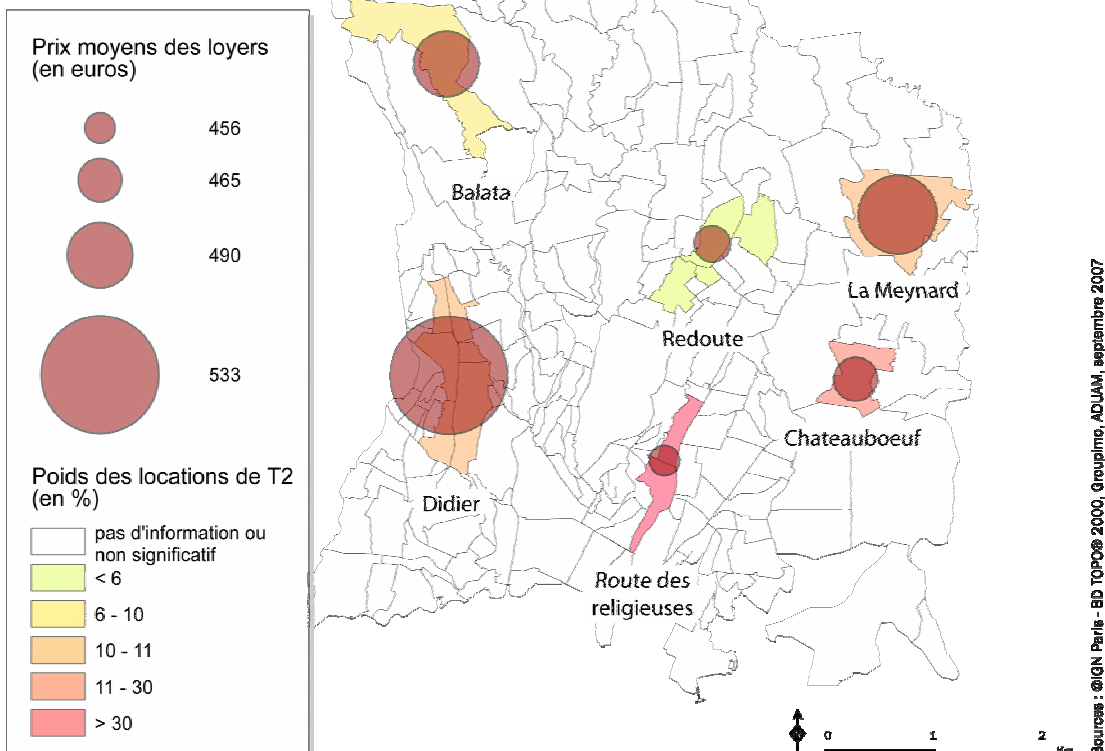 Prix moyens des loyers
(en euros)
456
465
490
533
Poids des locations de T2
(en %)
pas d'information ou
non significatif
< 6
6 - 10
10 - 11
11 - 30
> 30
Balata
La Meynard
Redoute
Chateauboeuf
Didier
Route des
religieuses
0 1 2
Sources : ©IGN Paris - BD TOPO® 2000, Groupimo, ADUAM, septembre 2007